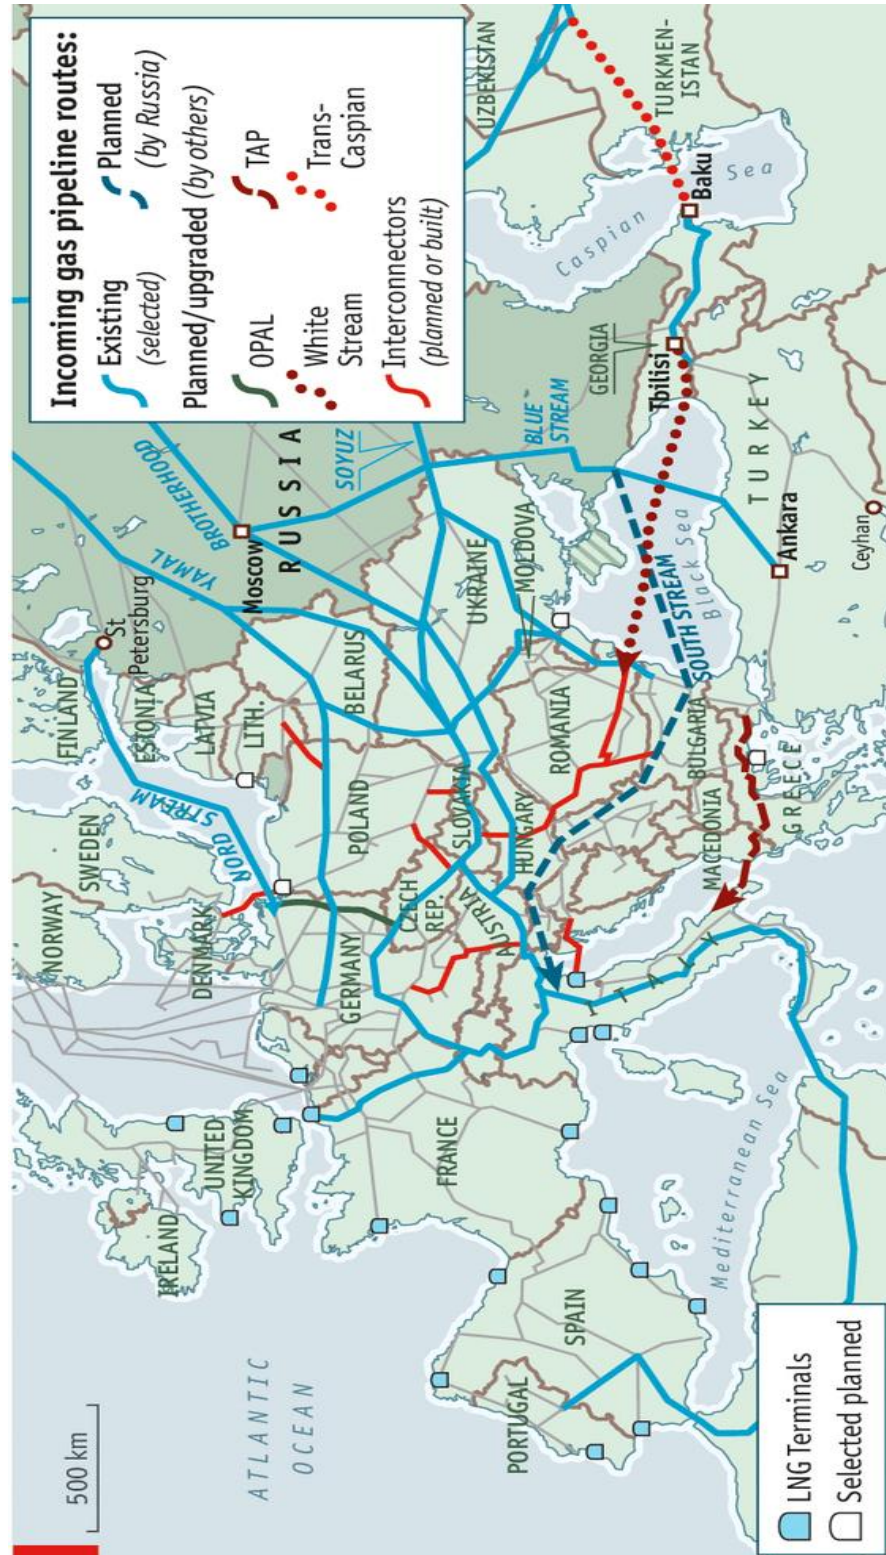 Incoming gas pipeline routes:
Existing
(selected)
Planned
(by Russia)
Planned/upgraded (by others)
OPAL
TAP
White
Stream
Trans-
Caspian
Interconnectors
(planned or built)
500 km
ATLANTIC
OCEAN
IRELAND
UNITED
KINGDOM
NORWAY
SWEDEN
FINLAND
DENMARK
ESTONIA
LATVIA
LITH.
St
Petersburg
NORD STREAM
YAMAL
BROTHERHOOD
Moscow
RUSSIA
SOYUZ
BELARUS
POLAND
GERMANY
CZECH
REP.
SLOVAKIA
UKRAINE
MOLDOVA
AUSTRIA
HUNGARY
ROMANIA
FRANCE
PORTUGAL
SPAIN
ITALY
MACEDONIA
BULGARIA
GREECE
SOUTH STREAM
Black Sea
BLUE
STREAM
GEORGIA
Tbilisi
TURKEY
Ankara
Ceyhan
Caspian
Sea
Baku
UZBEKISTAN
TURKMEN-
ISTAN
Mediterranean Sea
LNG Terminals
Selected planned